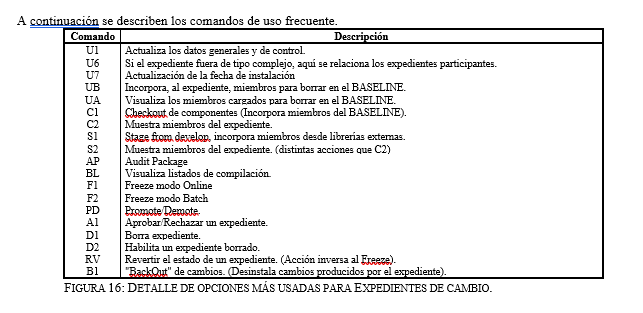 A continuación se describen los comandos de uso frecuente.
Comando Descripción
U1 Actualiza los datos generales y de control.
U6 Si el expediente fuera de tipo complejo, aquí se relaciona los expedientes participantes.
U7 Actualización de la fecha de instalación
UB Incorpora, al expediente, miembros para borrar en el BASELINE.
UA Visualiza los miembros cargados para borrar en el BASELINE.
C1 Checkout de componentes (Incorpora miembros del BASELINE).
C2 Muestra miembros del expediente.
S1 Stage from develop, incorpora miembros desde librerías externas.
S2 Muestra miembros del expediente. (distintas acciones que C2)
AP Audit Package
BL Visualiza listados de compilación.
F1 Freeze modo Online
F2 Freeze modo Batch
PD Promote/Demote.
A1 Aprobar/Rechazar un expediente.
D1 Borra expediente.
D2 Habilita un expediente borrado.
RV Revertir el estado de un expediente. (Acción inversa al Freeze).
B1 "BackOut" de cambios. (Desinstala cambios producidos por el expediente).
FIGURA 16: DETALLE DE OPCIONES MÁS USADAS PARA EXPEDIENTES DE CAMBIO.